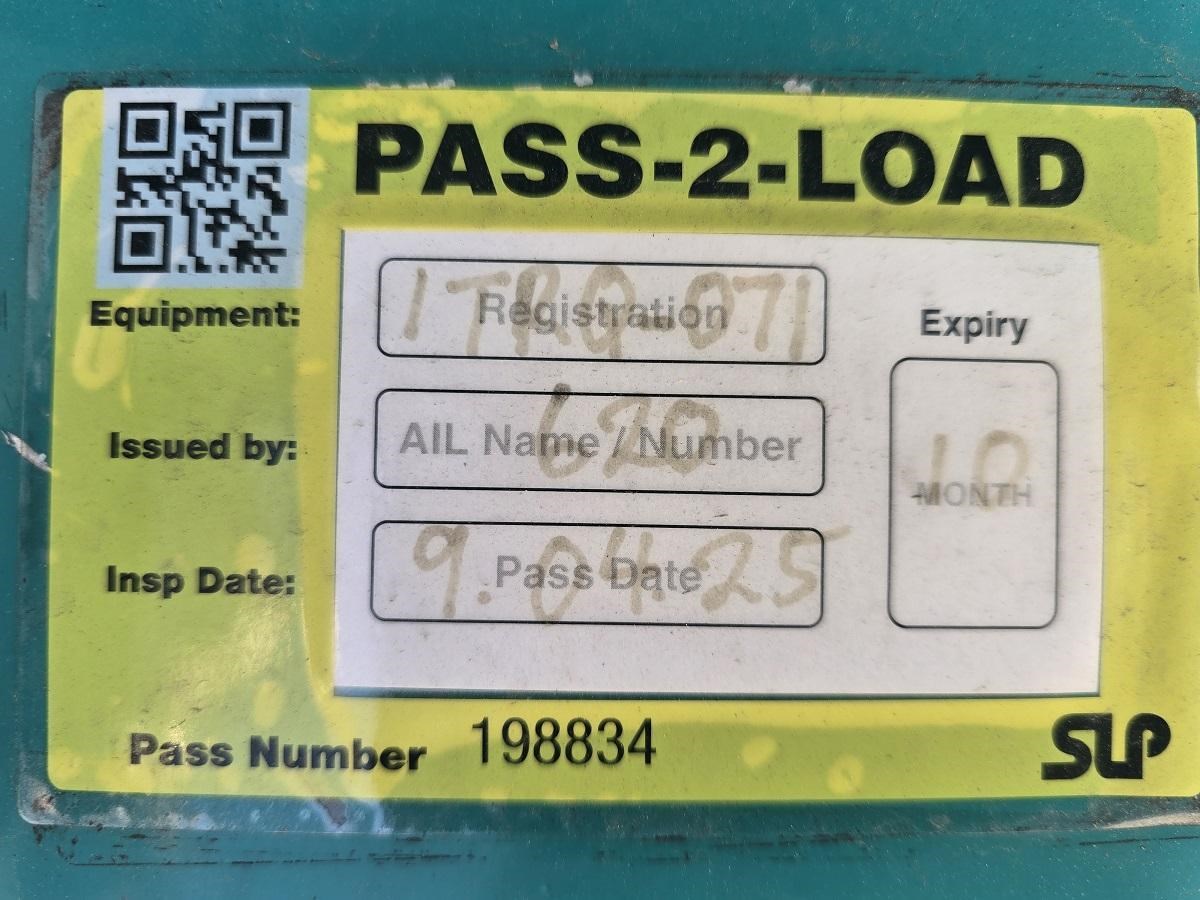 PASS-2-LOAD
Equipment:
Registration
1TRQ-071
Expiry
Issued by:
AIL Name / Number
620
MONTH
10
Insp Date:
Pass Date
9.04.25
Pass Number 198834
SLP